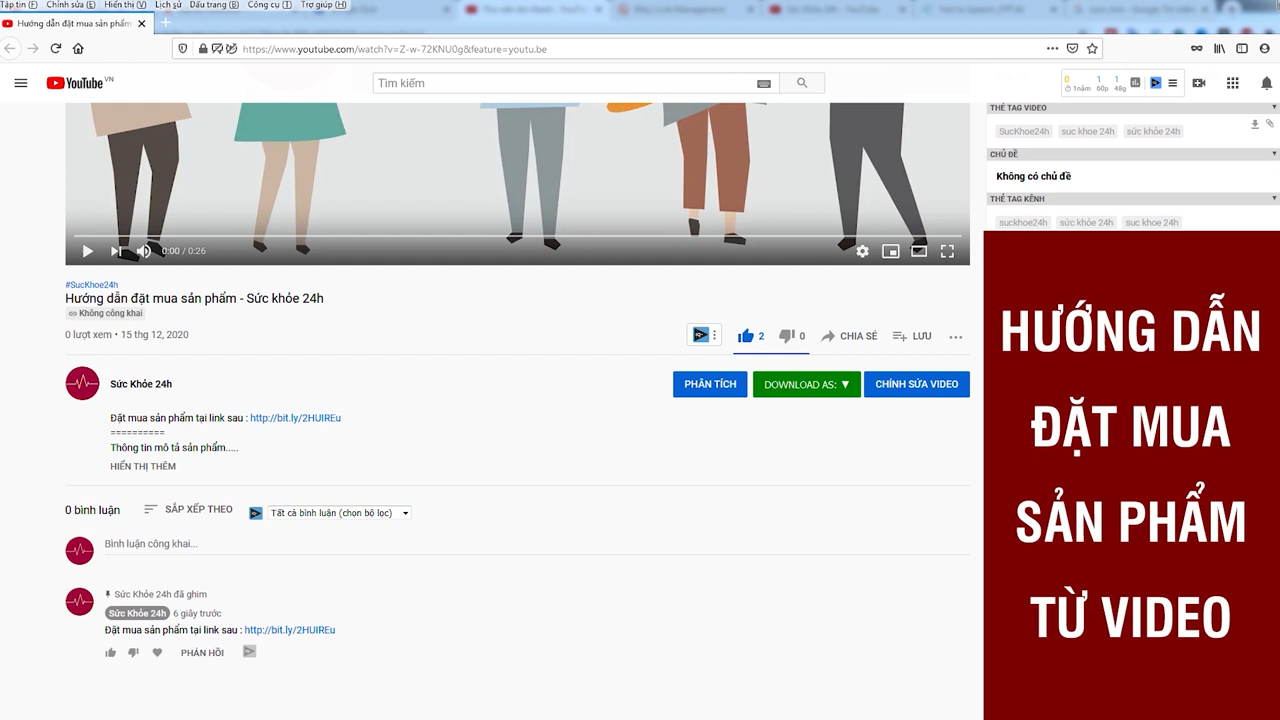 Tập tin (F) Chỉnh sửa (E) Hiển thị (V) Lịch sử Dấu trang (B) Công cụ (T) Trợ giúp (H)
Hướng dẫn đặt mua sản phẩm
https://www.youtube.com/watch?v=Z-w-72KNU0g&feature=youtu.be
YouTube VN
Tìm kiếm
0 1 1
1năm 60p 48g
THẺ TAG VIDEO
SucKhoe24h suc khoe 24h sức khỏe 24h
CHỦ ĐỀ
Không có chủ đề
THẺ TAG KÊNH
suckhoe24h sức khỏe 24h suc khoe 24h
0:00 / 0:26
#SucKhoe24h
Hướng dẫn đặt mua sản phẩm - Sức khỏe 24h
Không công khai
0 lượt xem • 15 thg 12, 2020
2 0 CHIA SẺ LƯU
Sức Khỏe 24h
PHÂN TÍCH DOWNLOAD AS: ▼ CHỈNH SỬA VIDEO
Đặt mua sản phẩm tại link sau : http://bit.ly/2HUIREu
==========
Thông tin mô tả sản phẩm.....
HIỂN THỊ THÊM
0 bình luận SẮP XẾP THEO Tất cả bình luận (chọn bộ lọc)
Bình luận công khai...
Sức Khỏe 24h đã ghim
Sức Khỏe 24h 6 giây trước
Đặt mua sản phẩm tại link sau : http://bit.ly/2HUIREu
PHẢN HỒI
HƯỚNG DẪN
ĐẶT MUA
SẢN PHẨM
TỪ VIDEO